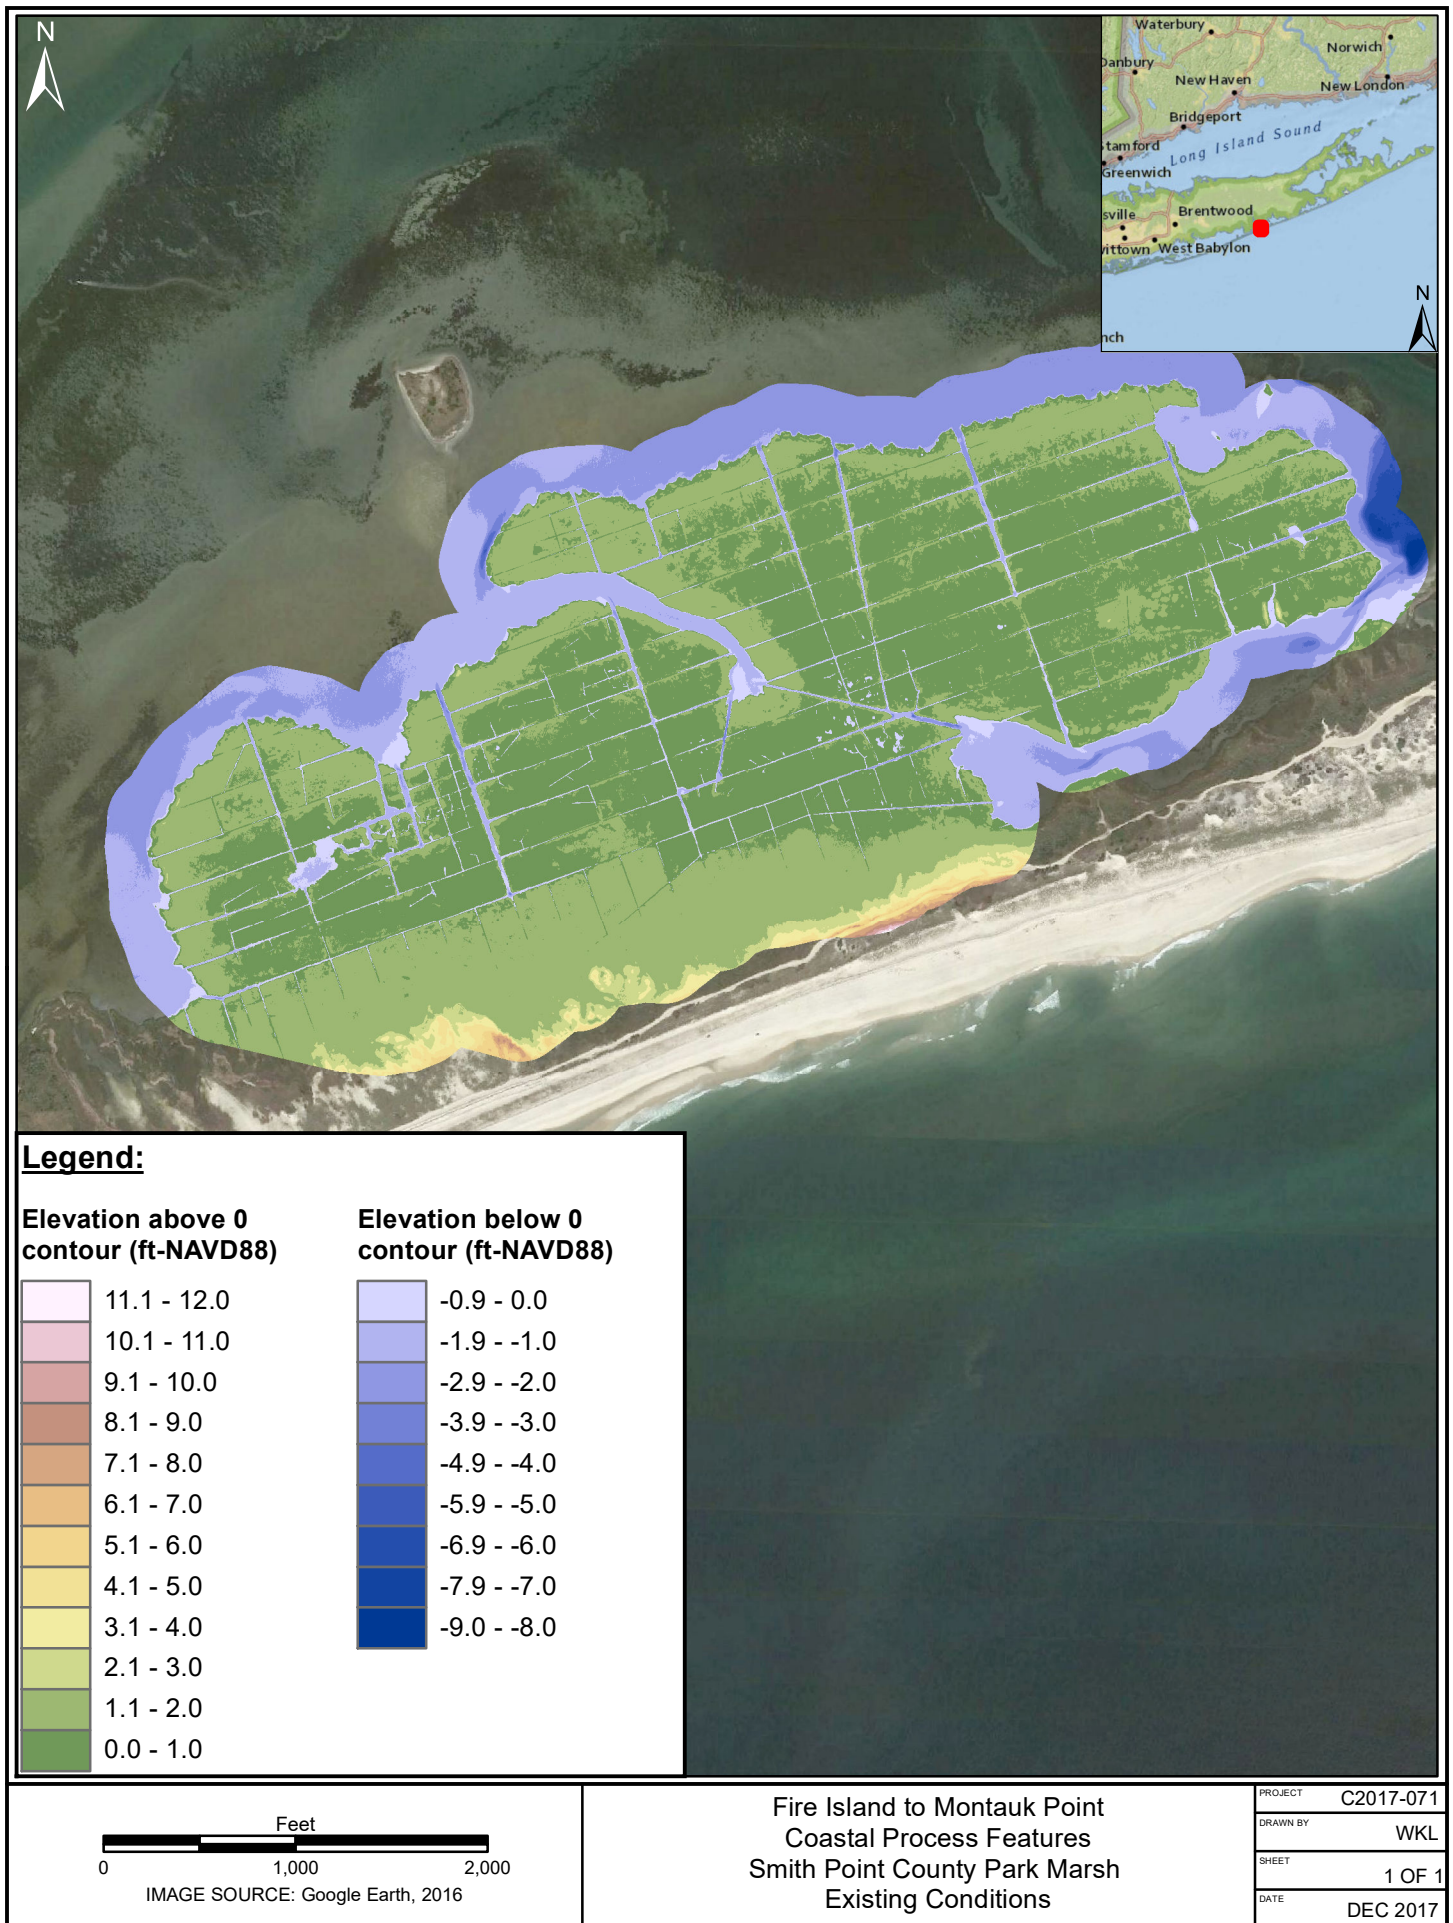 N
Waterbury
Norwich
Danbury
New Haven
New London
Bridgeport
Stamford
Long Island Sound
Greenwich
sville
Brentwood
vittown
West Babylon
N
nch
Legend:
Elevation above 0
contour (ft-NAVD88)
11.1 - 12.0
10.1 - 11.0
9.1 - 10.0
8.1 - 9.0
7.1 - 8.0
6.1 - 7.0
5.1 - 6.0
4.1 - 5.0
3.1 - 4.0
2.1 - 3.0
1.1 - 2.0
0.0 - 1.0
Elevation below 0
contour (ft-NAVD88)
-0.9 - 0.0
-1.9 - -1.0
-2.9 - -2.0
-3.9 - -3.0
-4.9 - -4.0
-5.9 - -5.0
-6.9 - -6.0
-7.9 - -7.0
-9.0 - -8.0
Feet
0 1,000 2,000
IMAGE SOURCE: Google Earth, 2016
Fire Island to Montauk Point
Coastal Process Features
Smith Point County Park Marsh
Existing Conditions
PROJECT C2017-071
DRAWN BY WKL
SHEET 1 OF 1
DATE DEC 2017